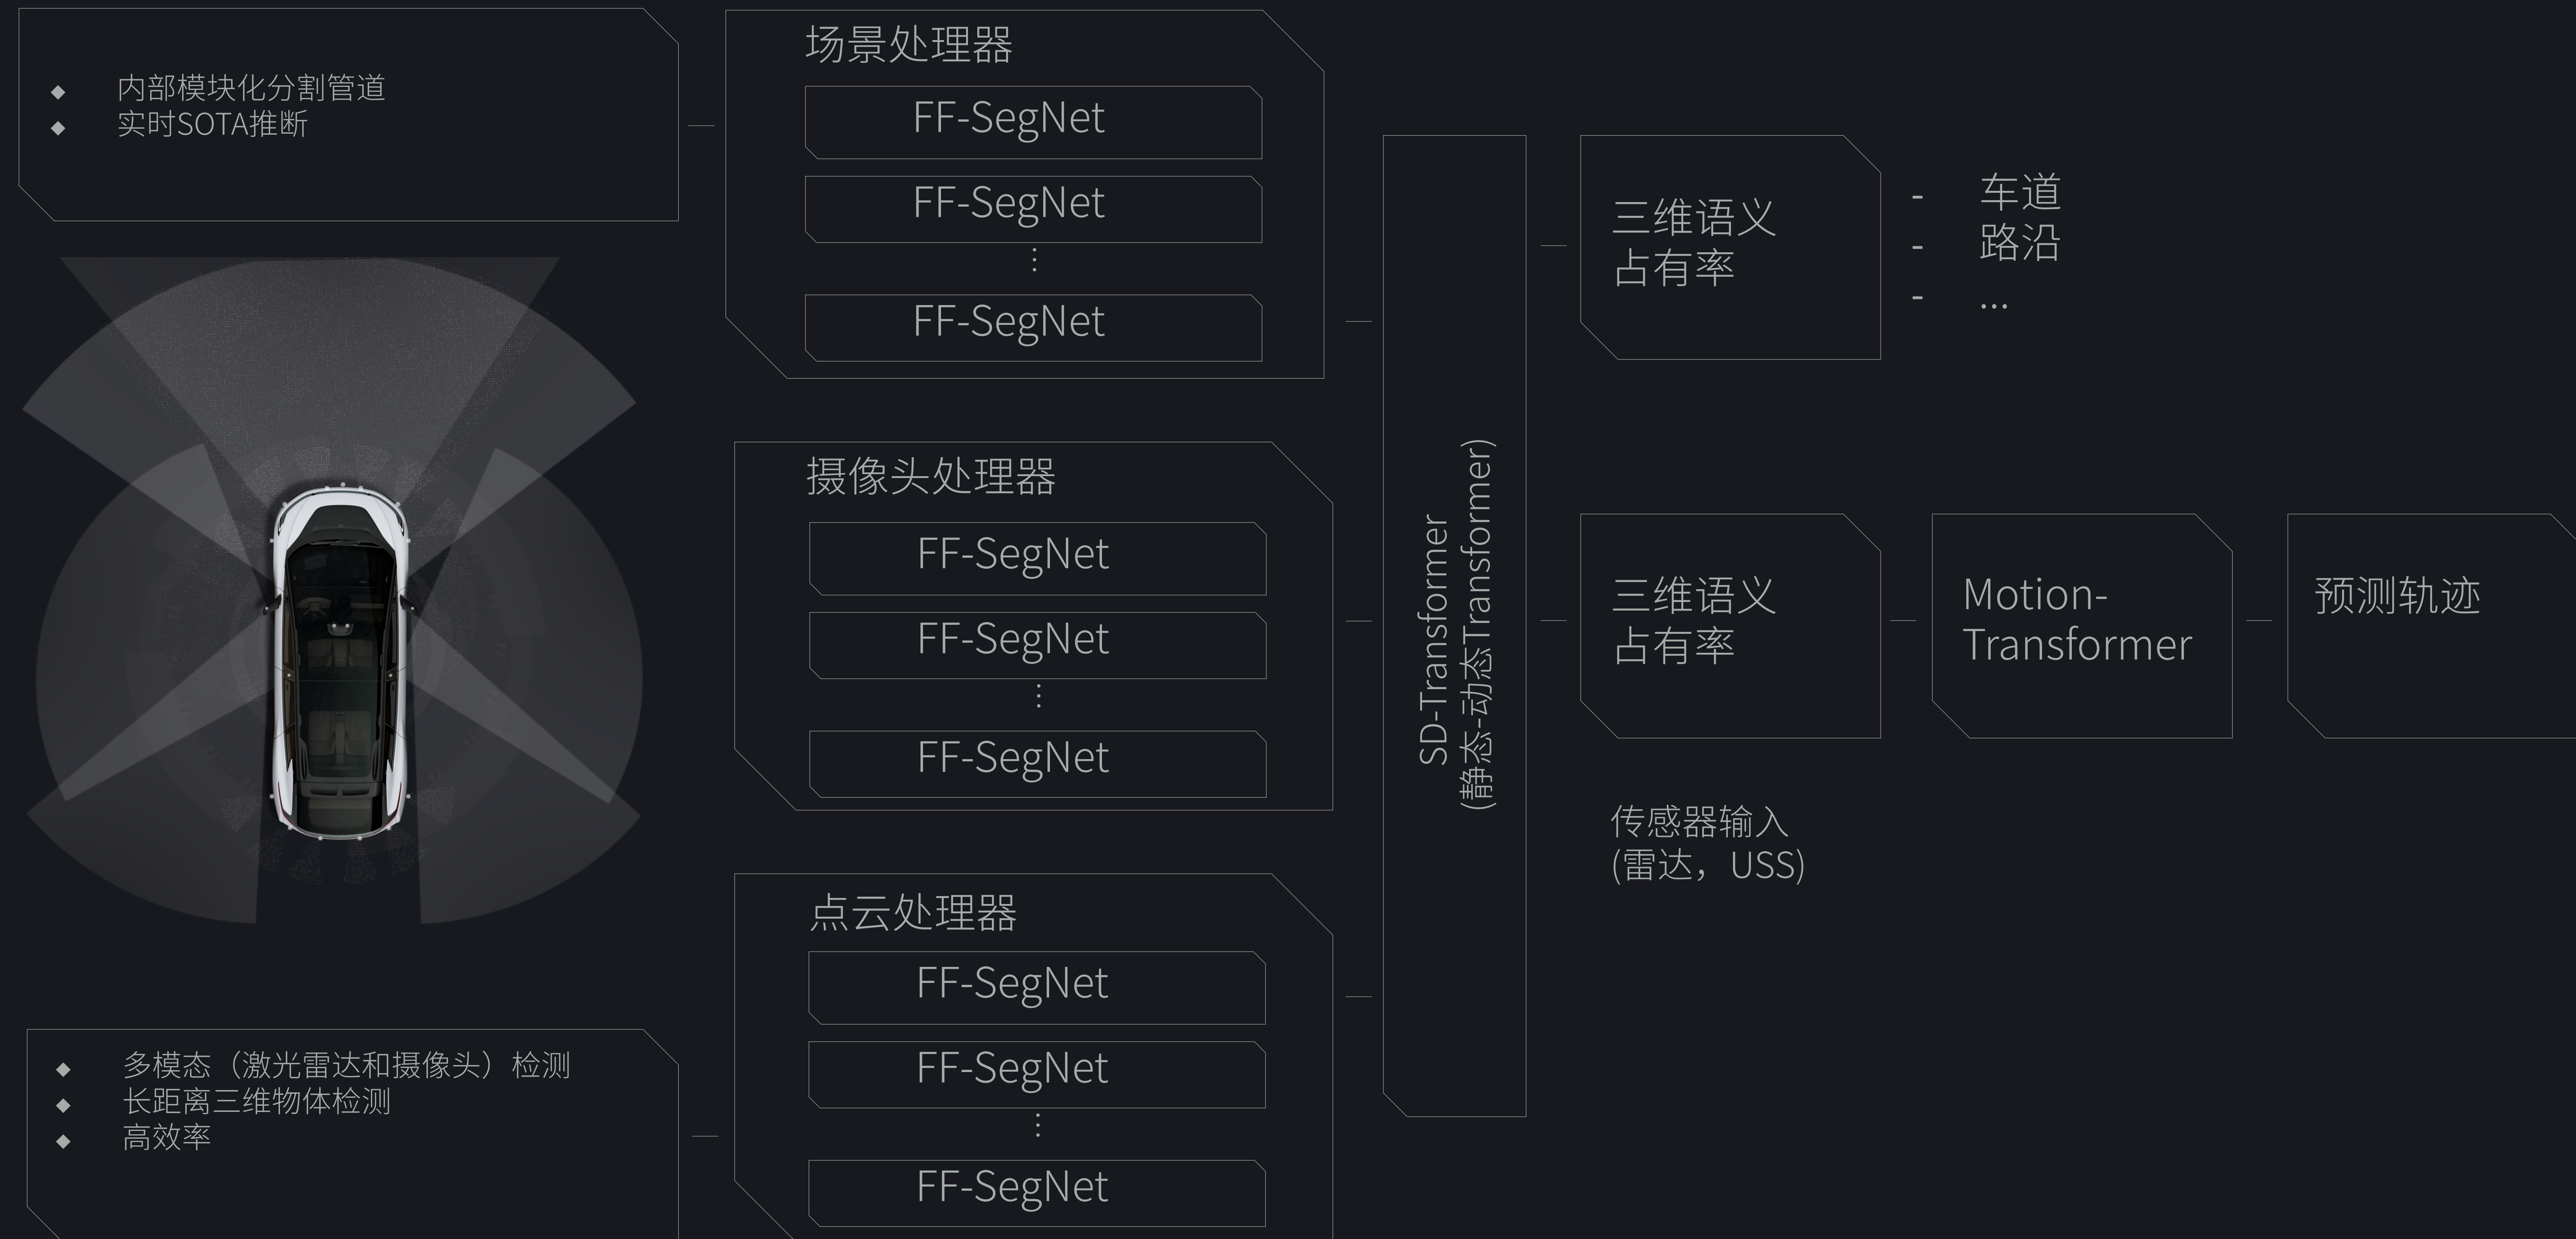 内部模块化分割管道
实时SOTA推断
场景处理器
FF-SegNet
FF-SegNet
FF-SegNet
摄像头处理器
FF-SegNet
FF-SegNet
FF-SegNet
多模态（激光雷达和摄像头）检测
长距离三维物体检测
高效率
点云处理器
FF-SegNet
FF-SegNet
FF-SegNet
SD-Transformer
(静态-动态Transformer)
三维语义
占有率
- 车道
- 路沿
- ...
三维语义
占有率
Motion-
Transformer
预测轨迹
传感器输入
(雷达，USS)